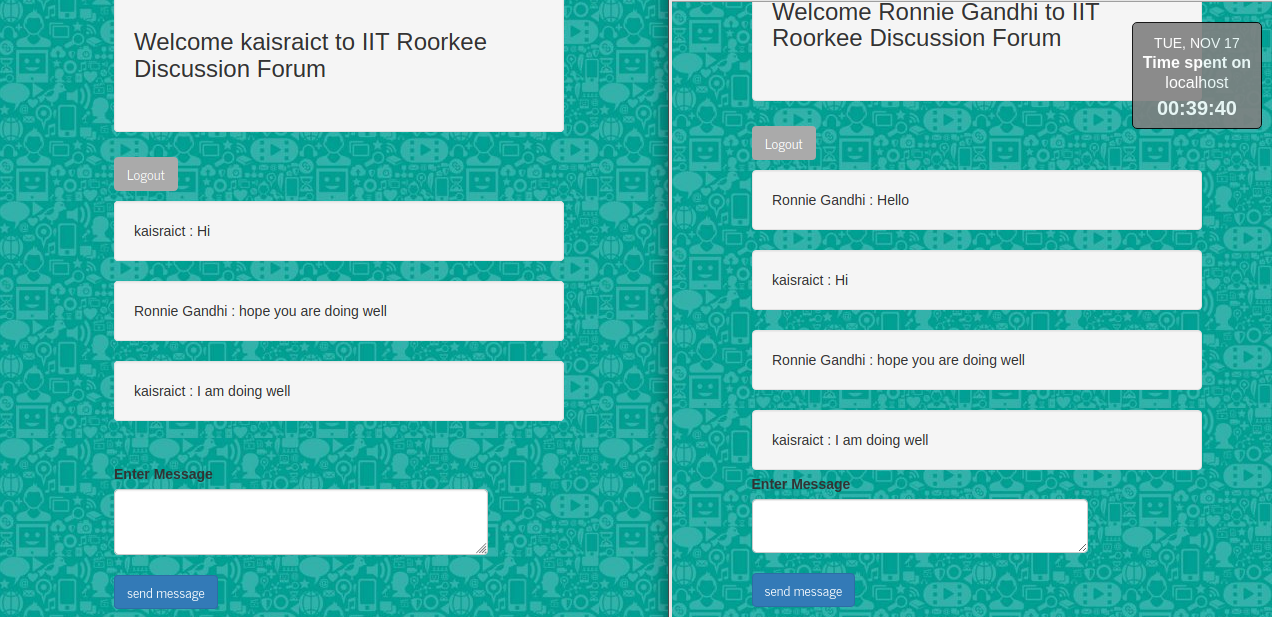 Welcome kaisraict to IIT Roorkee
Discussion Forum
Logout
kaisraict : Hi
Ronnie Gandhi : hope you are doing well
kaisraict : I am doing well
Enter Message
send message
Welcome Ronnie Gandhi to IIT
Roorkee Discussion Forum
TUE, NOV 17
Time spent on
localhost
00:39:40
Logout
Ronnie Gandhi : Hello
kaisraict : Hi
Ronnie Gandhi : hope you are doing well
kaisraict : I am doing well
Enter Message
send message